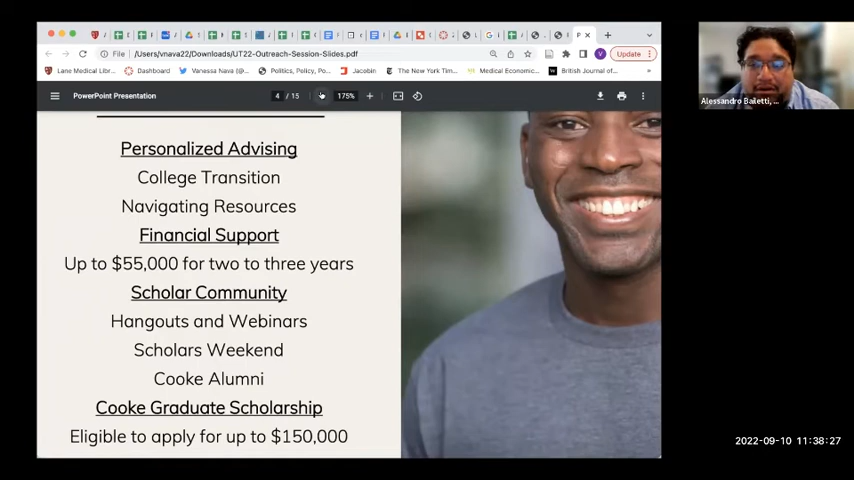 File | /Users/vnava22/Downloads/UT22-Outreach-Session-Slides.pdf
Update
Lane Medical Libr...
Dashboard
Vanessa Nava (@...
Politics, Policy, Po...
Jacobin
The New York Tim...
Medical Economic...
British Journal of...
PowerPoint Presentation
4 / 15
175%
Personalized Advising
College Transition
Navigating Resources
Financial Support
Up to $55,000 for two to three years
Scholar Community
Hangouts and Webinars
Scholars Weekend
Cooke Alumni
Cooke Graduate Scholarship
Eligible to apply for up to $150,000
Alessandro Baletti, ...
2022-09-10 11:38:27